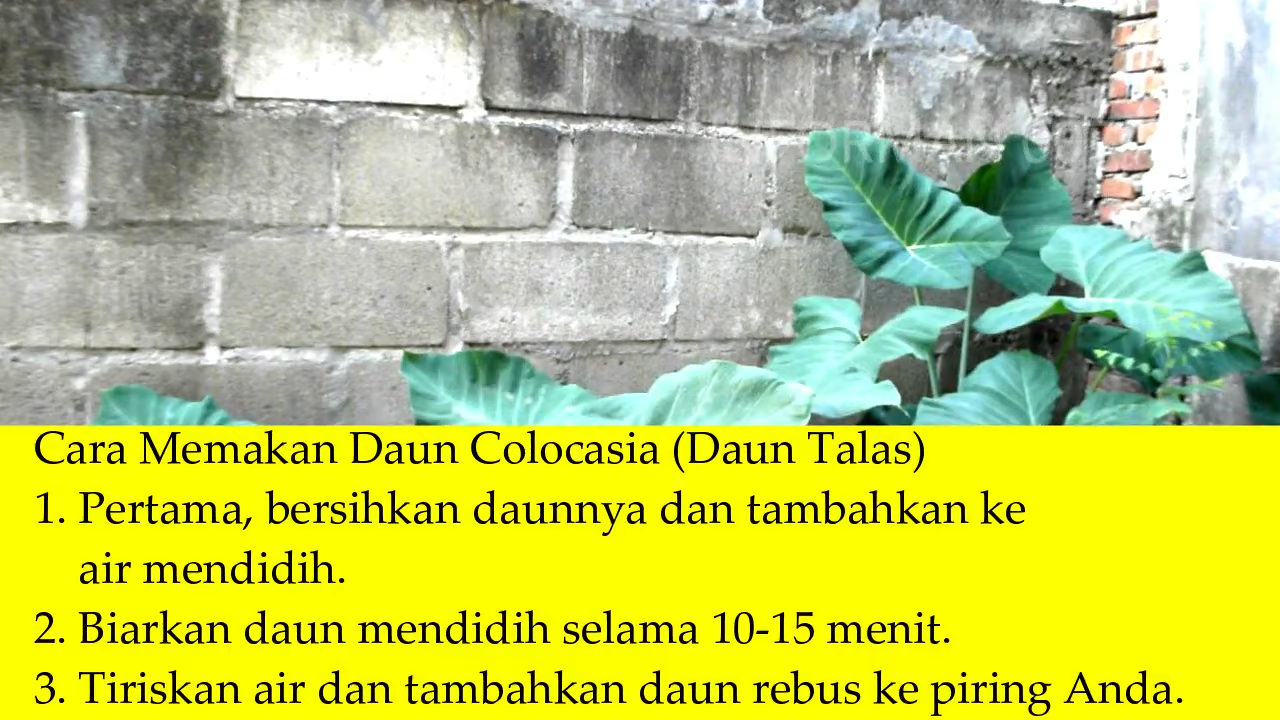 Cara Memakan Daun Colocasia (Daun Talas)
1. Pertama, bersihkan daunnya dan tambahkan ke
air mendidih.
2. Biarkan daun mendidih selama 10-15 menit.
3. Tiriskan air dan tambahkan daun rebus ke piring Anda.